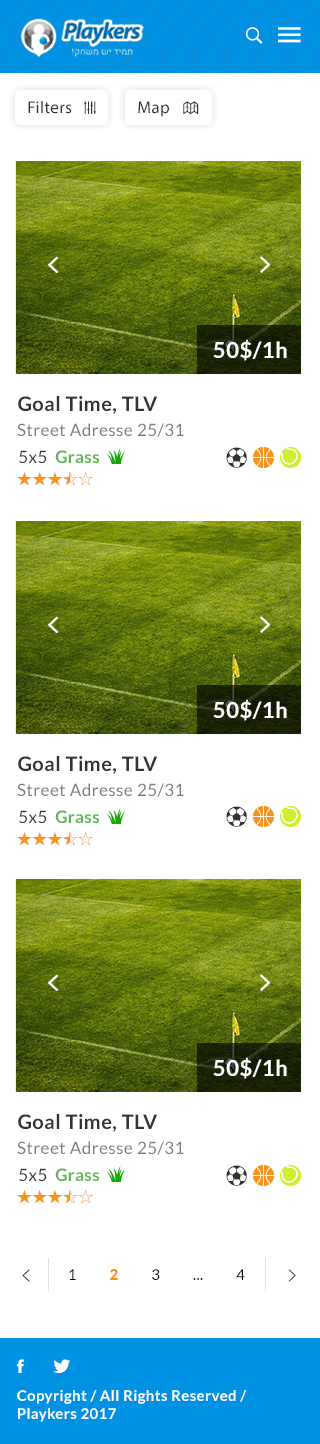 Playkers
תמיד יש משחק!
Filters
Map
50$/1h
Goal Time, TLV
Street Adresse 25/31
5x5 Grass
50$/1h
Goal Time, TLV
Street Adresse 25/31
5x5 Grass
50$/1h
Goal Time, TLV
Street Adresse 25/31
5x5 Grass
1 2 3 ... 4
Copyright / All Rights Reserved /
Playkers 2017